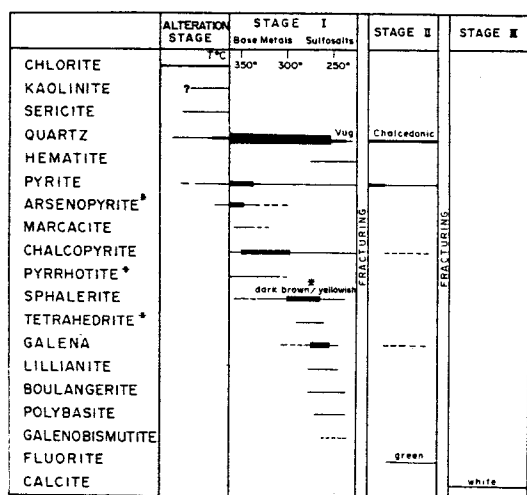 ALTERATION STAGE STAGE I STAGE II STAGE III
Base Metals Sulfosalts
T°C 350° 300° 250°
CHLORITE
KAOLINITE ?
SERICITE
QUARTZ Vug Chalcedonic
HEMATITE
PYRITE
ARSENOPYRITE
MARCACITE
CHALCOPYRITE
PYRRHOTITE
SPHALERITE dark brown/yellowish *
TETRAHEDRITE
GALENA
LILLIANITE
BOULANGERITE
POLYBASITE
GALENOBISMUTITE
FLUORITE green
CALCITE white
FRACTURING
FRACTURING